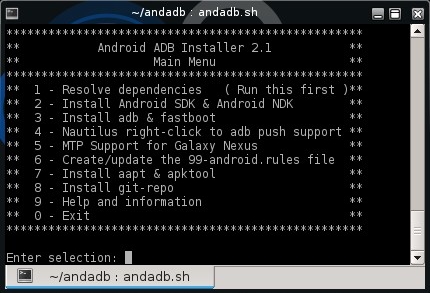 ~/andadb : andadb.sh
***************************************************
** Android ADB Installer 2.1 **
** Main Menu **
***************************************************
** 1 - Resolve dependencies ( Run this first )**
** 2 - Install Android SDK & Android NDK **
** 3 - Install adb & fastboot **
** 4 - Nautilus right-click to adb push support **
** 5 - MTP Support for Galaxy Nexus **
** 6 - Create/update the 99-android.rules file **
** 7 - Install aapt & apktool **
** 8 - Install git-repo **
** 9 - Help and information **
** 0 - Exit **
***************************************************
Enter selection:
~/andadb : andadb.sh